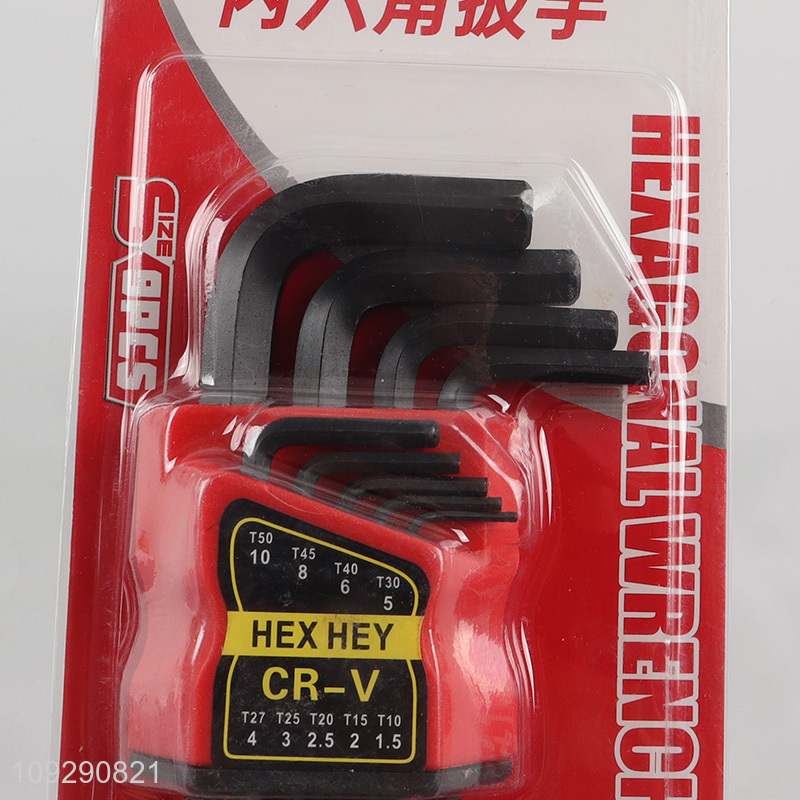 内六角扳手
HEXAGONAL WRENCH
SIZE
9PCS
T50 T45 T40 T30
10 8 6 5
HEX HEY
CR-V
T27 T25 T20 T15 T10
4 3 2.5 2 1.5
109290821